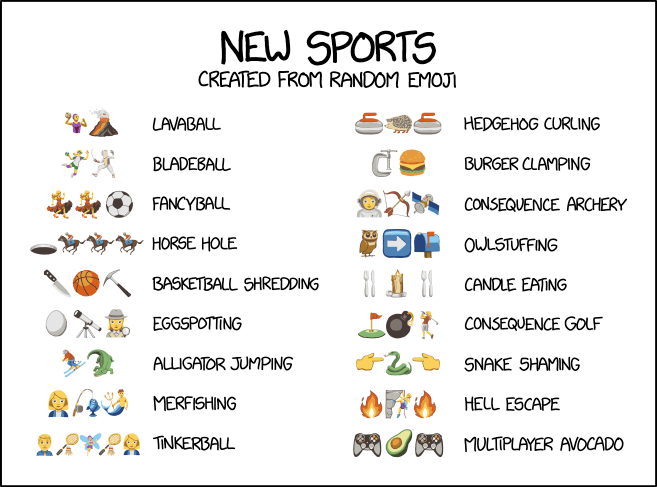 NEW SPORTS
CREATED FROM RANDOM EMOJI
LAVABALL
BLADEBALL
FANCYBALL
HORSE HOLE
BASKETBALL SHREDDING
EGGSPOTTING
ALLIGATOR JUMPING
MERFISHING
TINKERBALL
HEDGEHOG CURLING
BURGER CLAMPING
CONSEQUENCE ARCHERY
OWLSTUFFING
CANDLE EATING
CONSEQUENCE GOLF
SNAKE SHAMING
HELL ESCAPE
MULTIPLAYER AVOCADO